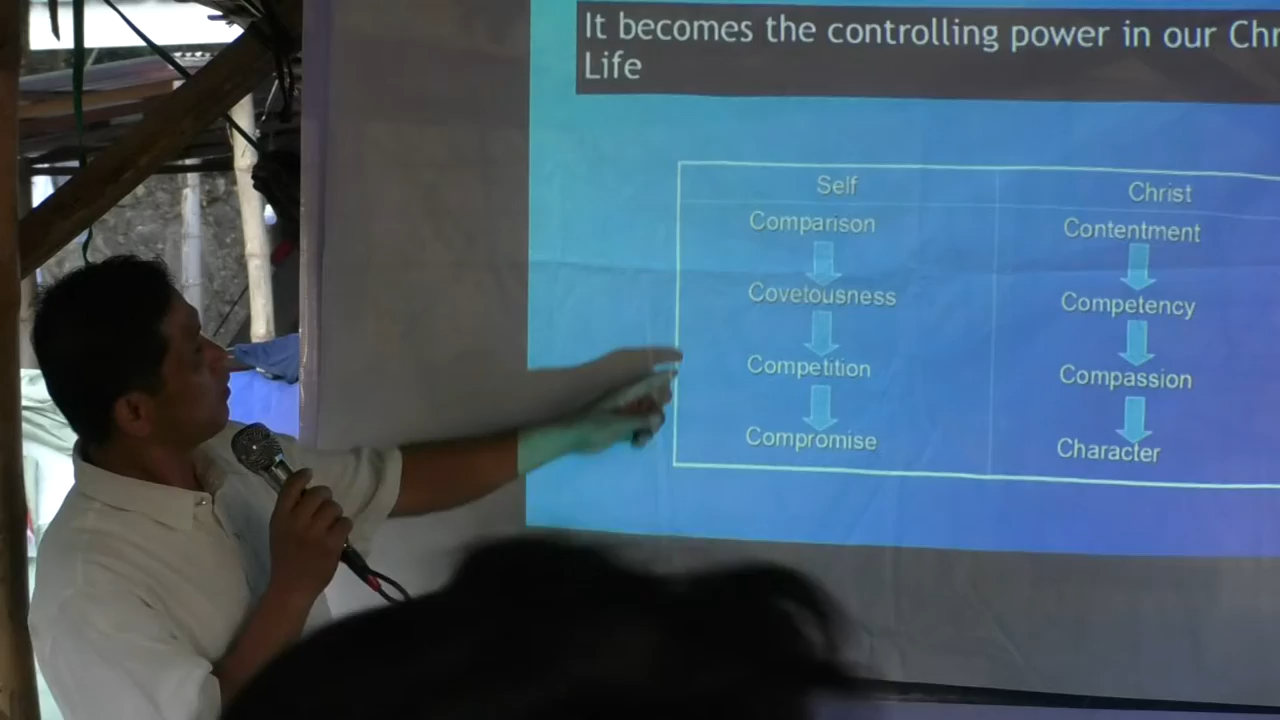 It becomes the controlling power in our Chr
Life
Self Christ
Comparison Contentment
Covetousness Competency
Competition Compassion
Compromise Character